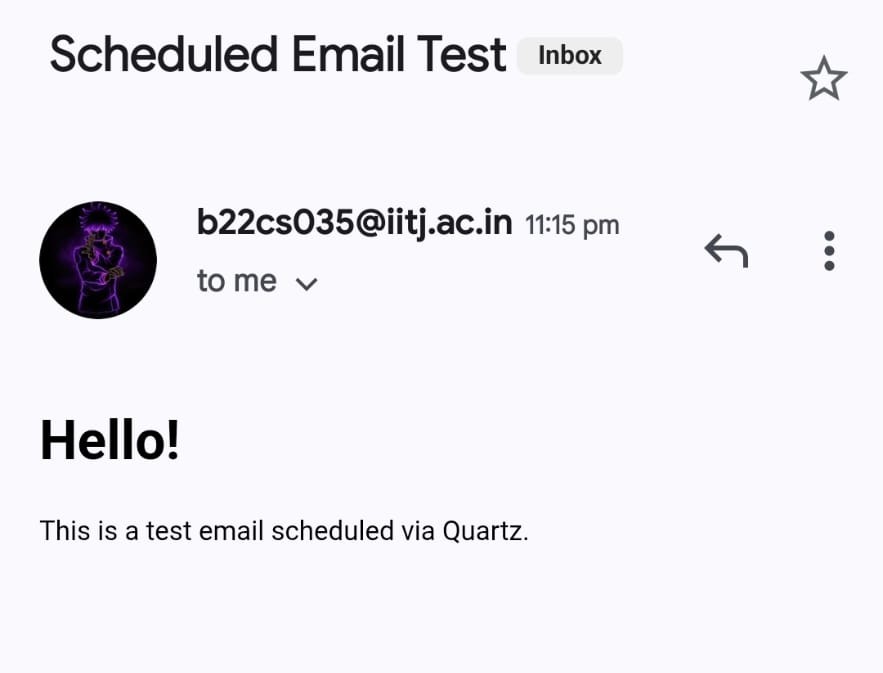 Scheduled Email Test Inbox
b22cs035@iitj.ac.in 11:15 pm
to me
Hello!
This is a test email scheduled via Quartz.